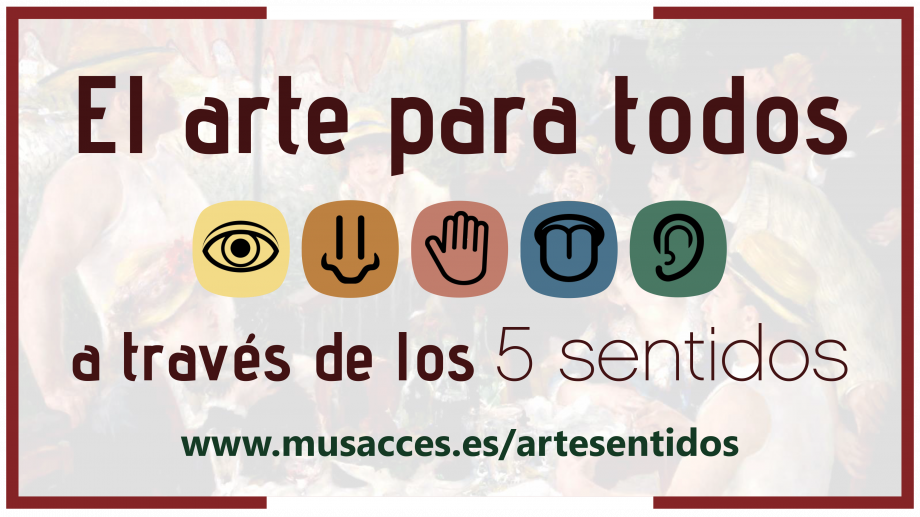 El arte para todos
a través de los 5 sentidos
www.musacces.es/artesentidos